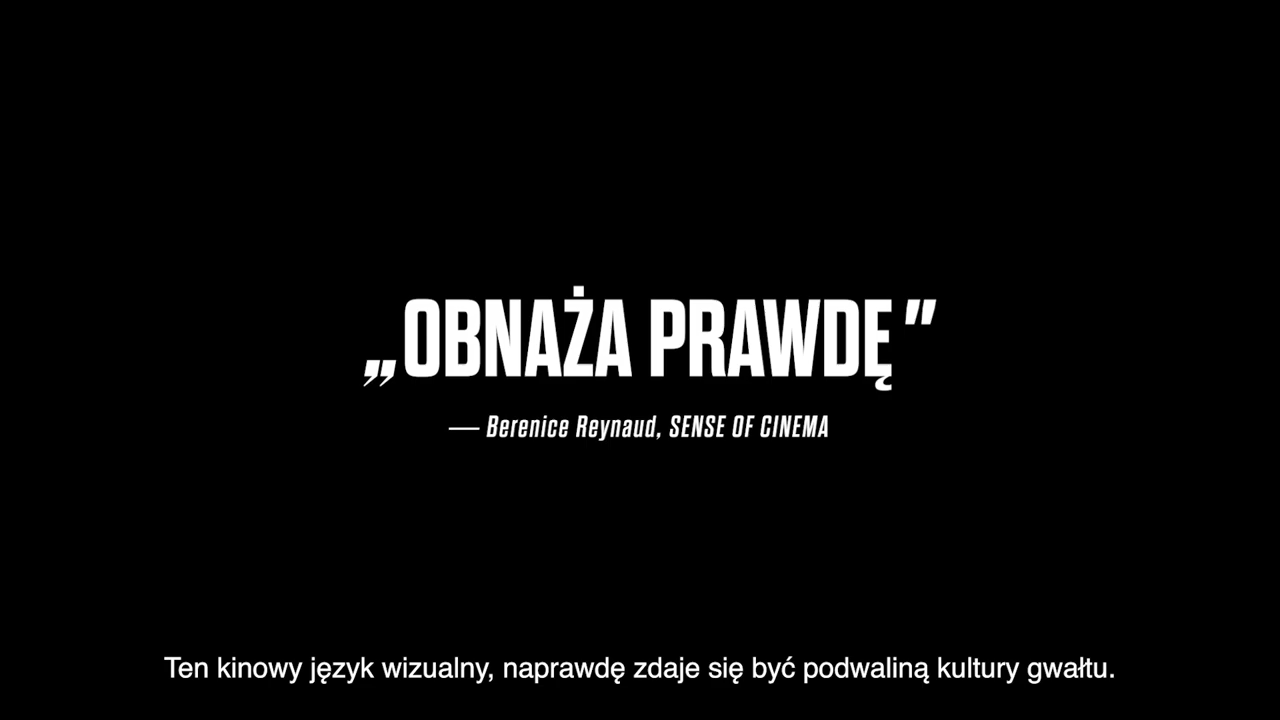 „OBNAŻA PRAWDĘ"
— Berenice Reynaud, SENSE OF CINEMA
Ten kinowy język wizualny, naprawdę zdaje się być podwaliną kultury gwałtu.